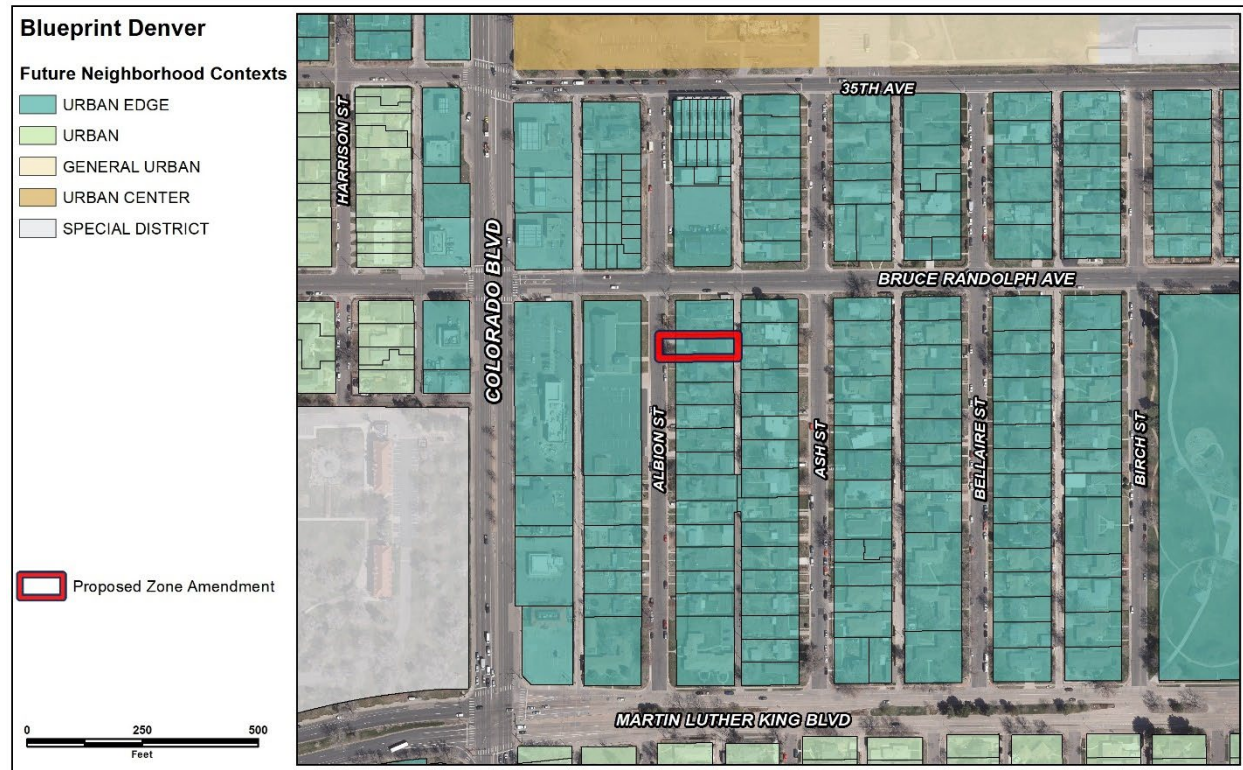 Blueprint Denver
Future Neighborhood Contexts
URBAN EDGE
URBAN
GENERAL URBAN
URBAN CENTER
SPECIAL DISTRICT
Proposed Zone Amendment
0 250 500
Feet
35TH AVE
HARRISON ST
COLORADO BLVD
BRUCE RANDOLPH AVE
ALBION ST
ASH ST
BELLAIRE ST
BIRCH ST
MARTIN LUTHER KING BLVD